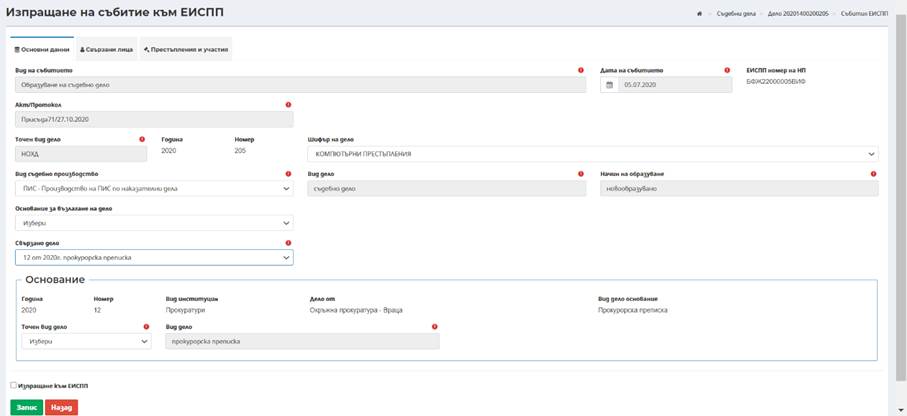 Изпращане на събитие към ЕИСПП
Съдебни дела Дело 20201400200205 Събития ЕИСПП
Основни данни Свързани лица Престъпления и участия
Вид на събитието Дата на събитието ЕИСПП номер на НП
Образуване на съдебно дело 05.07.2020 БФЖ22000005ВИФ
Акт/Протокол
Присъда71/27.10.2020
Точен вид дело Година Номер Шифър на дело
НОХД 2020 205 КОМПЮТЪРНИ ПРЕСТЪПЛЕНИЯ
Вид съдебно производство Вид дело Начин на образуване
ПИС - Производство на ПИС по наказателни дела съдебно дело новообразувано
Основание за възлагане на дело
Избери
Свързано дело
12 от 2020г. прокурорска преписка
Основание
Година Номер Вид институция Дело от Вид дело основание
2020 12 Прокуратури Окръжна прокуратура - Враца Прокурорска преписка
Точен вид дело Вид дело
Избери прокурорска преписка
Изпращане към ЕИСПП
Запис Назад